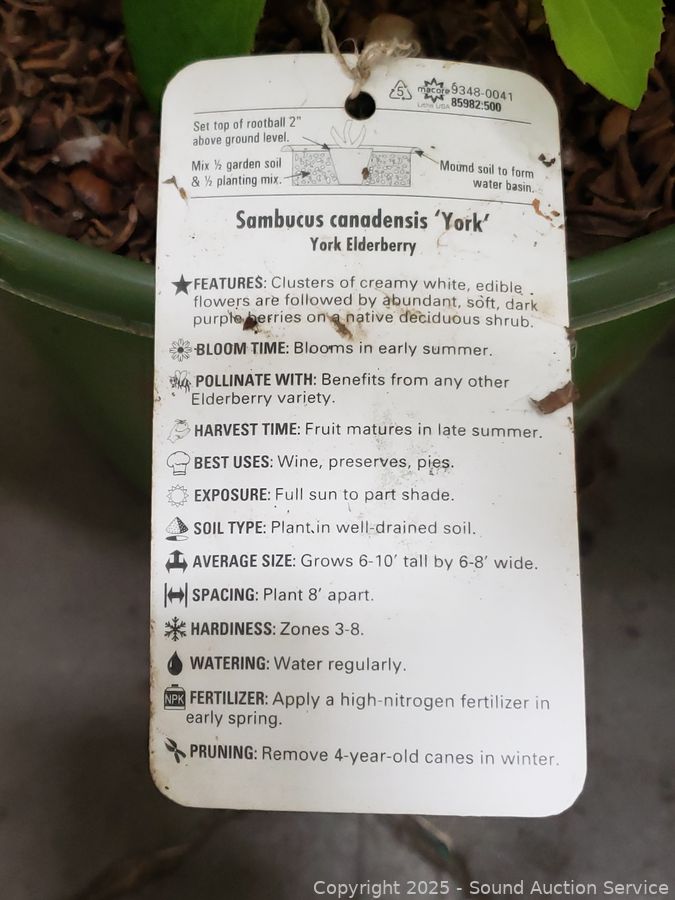 5 macore 9348-0041
Litho USA 85982:500
Set top of rootball 2"
above ground level.
Mix ½ garden soil
& ½ planting mix.
Mound soil to form
water basin.
Sambucus canadensis 'York'
York Elderberry
FEATURES: Clusters of creamy white, edible
flowers are followed by abundant, soft, dark
purple berries on a native deciduous shrub.
BLOOM TIME: Blooms in early summer.
POLLINATE WITH: Benefits from any other
Elderberry variety.
HARVEST TIME: Fruit matures in late summer.
BEST USES: Wine, preserves, pies.
EXPOSURE: Full sun to part shade.
SOIL TYPE: Plant in well-drained soil.
AVERAGE SIZE: Grows 6-10' tall by 6-8' wide.
SPACING: Plant 8' apart.
HARDINESS: Zones 3-8.
WATERING: Water regularly.
NPK FERTILIZER: Apply a high-nitrogen fertilizer in
early spring.
PRUNING: Remove 4-year-old canes in winter.
Copyright 2025 - Sound Auction Service